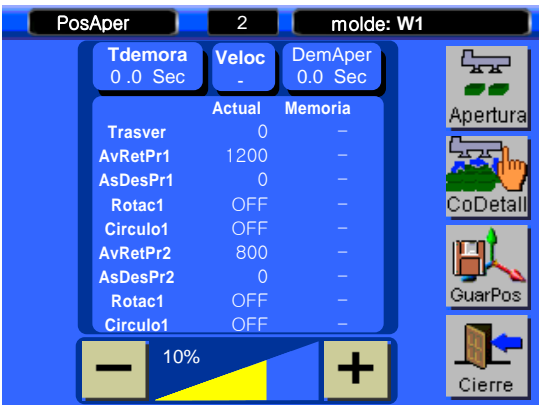 PosAper 2 molde: W1
Tdemora Veloc DemAper
0 .0 Sec - 0.0 Sec
Actual Memoria
Trasver 0 –
AvRetPr1 1200 –
AsDesPr1 0 –
Rotac1 OFF –
Circulo1 OFF –
AvRetPr2 800 –
AsDesPr2 0 –
Rotac1 OFF –
Circulo1 OFF –
− 10% +
Apertura
CoDetall
GuarPos
Cierre